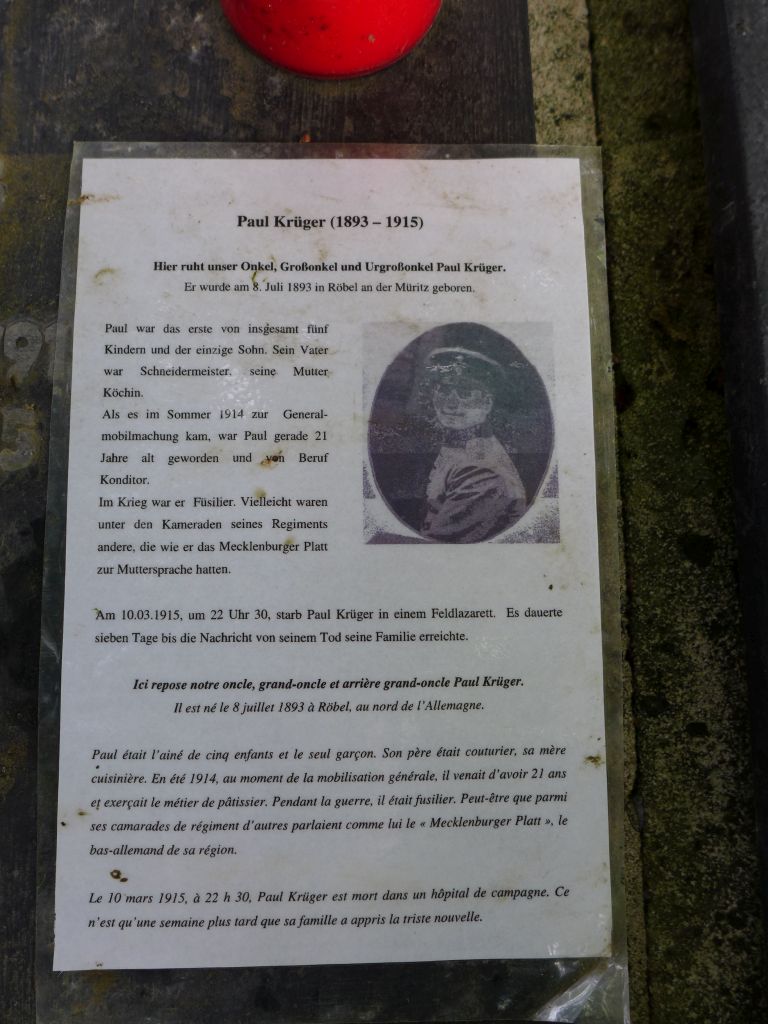 Paul Krüger (1893 – 1915)
Hier ruht unser Onkel, Großonkel und Urgroßonkel Paul Krüger.
Er wurde am 8. Juli 1893 in Röbel an der Müritz geboren.
Paul war das erste von insgesamt fünf
Kindern und der einzige Sohn. Sein Vater
war Schneidermeister, seine Mutter
Köchin.
Als es im Sommer 1914 zur General-
mobilmachung kam, war Paul gerade 21
Jahre alt geworden und von Beruf
Konditor.
Im Krieg war er Füsilier. Vielleicht waren
unter den Kameraden seines Regiments
andere, die wie er das Mecklenburger Platt
zur Muttersprache hatten.
Am 10.03.1915, um 22 Uhr 30, starb Paul Krüger in einem Feldlazarett. Es dauerte
sieben Tage bis die Nachricht von seinem Tod seine Familie erreichte.
Ici repose notre oncle, grand-oncle et arrière grand-oncle Paul Krüger.
Il est né le 8 juillet 1893 à Röbel, au nord de l'Allemagne.
Paul était l'ainé de cinq enfants et le seul garçon. Son père était couturier, sa mère
cuisinière. En été 1914, au moment de la mobilisation générale, il venait d'avoir 21 ans
et exerçait le métier de pâtissier. Pendant la guerre, il était fusilier. Peut-être que parmi
ses camarades de régiment d'autres parlaient comme lui le « Mecklenburger Platt », le
bas-allemand de sa région.
Le 10 mars 1915, à 22 h 30, Paul Krüger est mort dans un hôpital de campagne. Ce
n'est qu'une semaine plus tard que sa famille a appris la triste nouvelle.